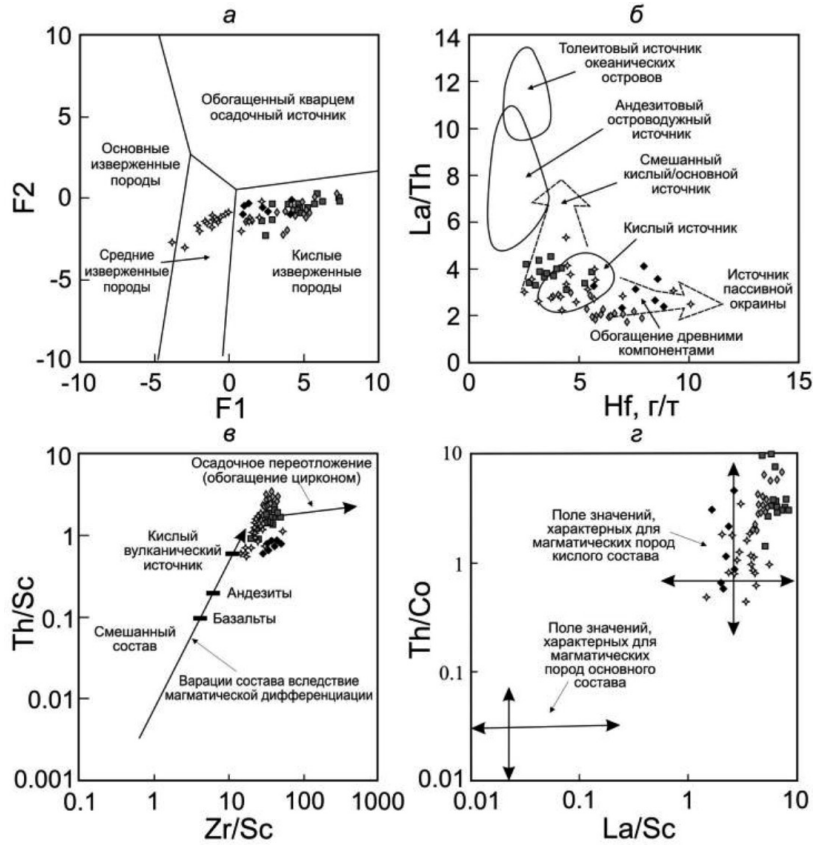 а
10
5
0
-5
-10
F2
Обогащенный кварцем
осадочный источник
Основные
изверженные
породы
Средние
изверженные
породы
Кислые
изверженные
породы
-10
-5
0
5
10
F1
б
14
12
10
8
6
4
2
0
La/Th
Толеитовый источник
океанических
островов
Андезитовый
островодужный
источник
Смешанный
кислый/основной
источник
Кислый источник
Источник
пассивной
окраины
Обогащение древними
компонентами
0
5
10
15
Hf, г/т
в
10
1
0.1
0.01
0.001
Th/Sc
Осадочное переотложение
(обогащение цирконом)
Кислый
вулканический
источник
Андезиты
Базальты
Смешанный
состав
Варации состава вследствие
магматической дифференциации
0.1
1
10
100
1000
Zr/Sc
г
10
1
0.1
0.01
Th/Co
Поле значений,
характерных для
магматических пород
кислого состава
Поле значений,
характерных для
магматических
пород основного
состава
0.01
0.1
1
10
La/Sc